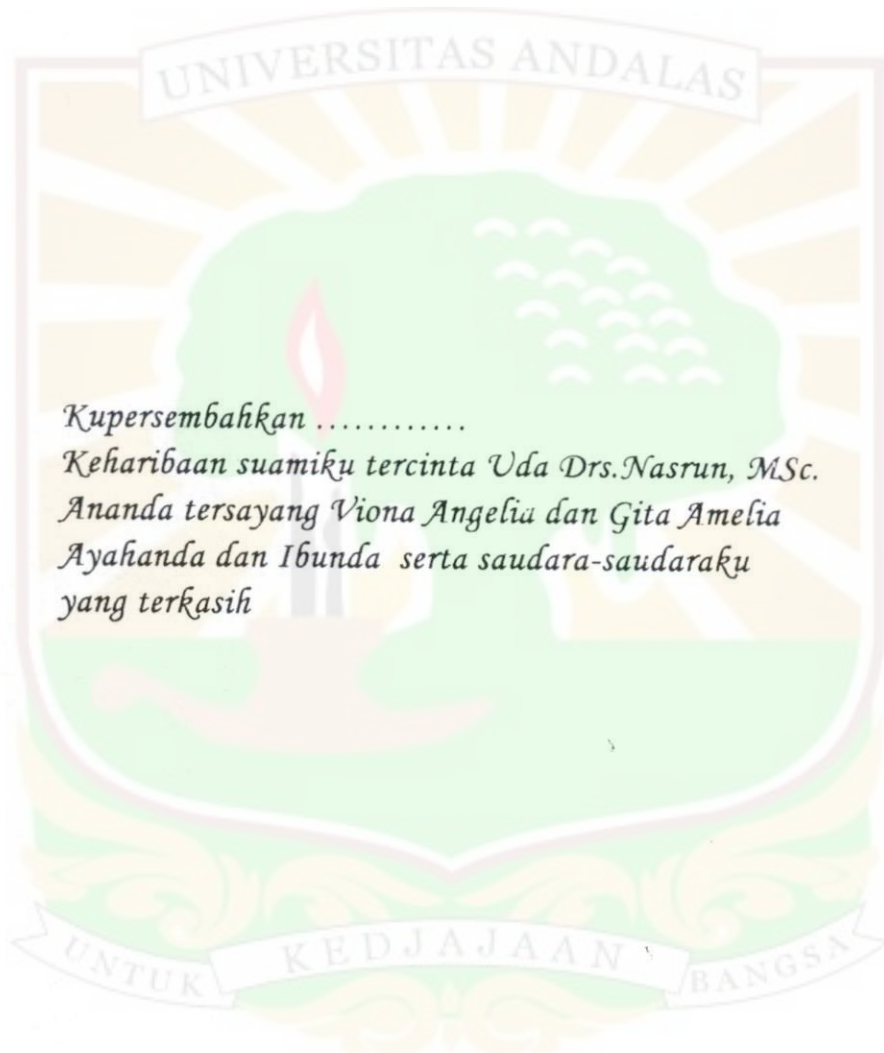 UNIVERSITAS ANDALAS
Kupersembahkan ............
Keharibaan suamiku tercinta Uda Drs.Nasrun, MSc.
Ananda tersayang Viona Angelia dan Gita Amelia
Ayahanda dan Ibunda serta saudara-saudaraku
yang terkasih
UNTUK KEDJAJAAN BANGSA